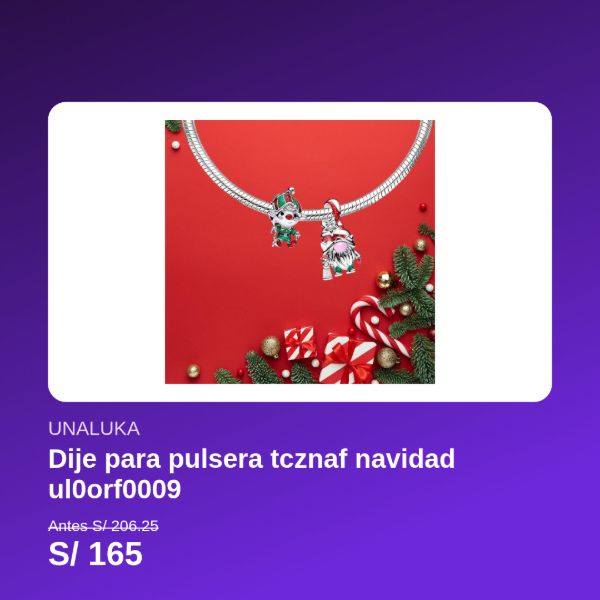 UNALUKA
Dije para pulsera tcznaf navidad
ul0orf0009
Antes S/ 206.25
S/ 165